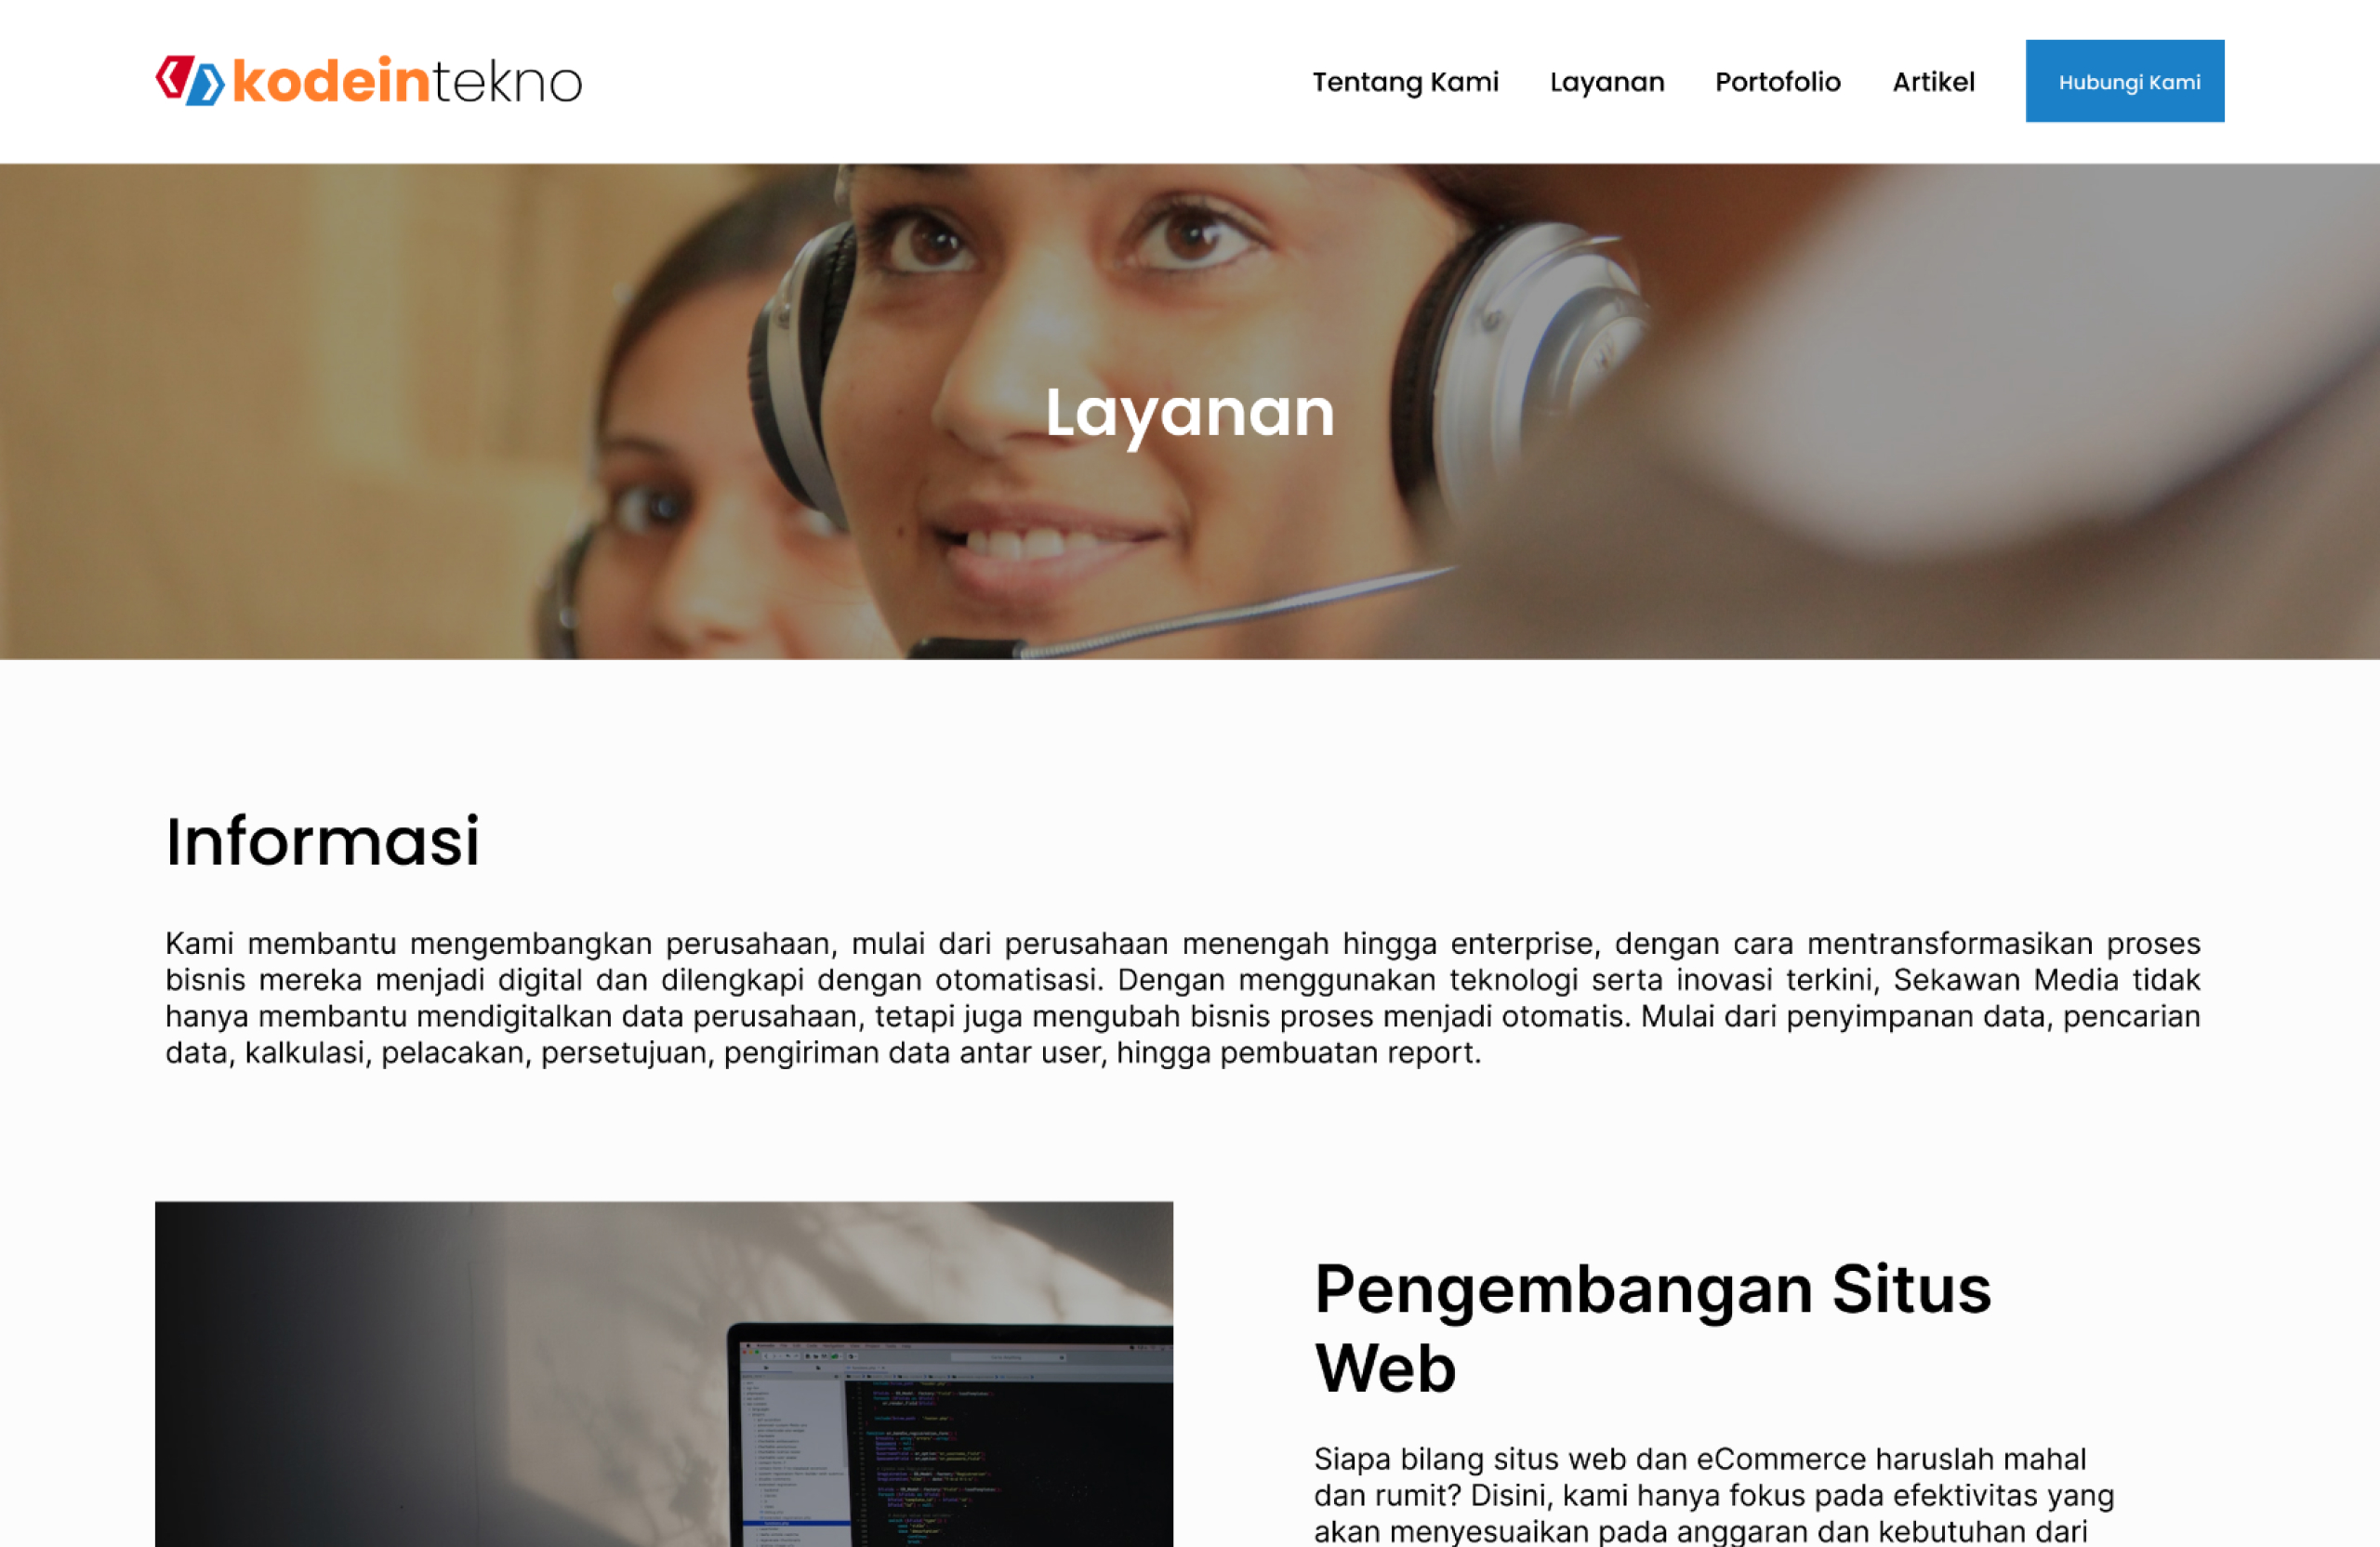 kodeintekno
Tentang Kami Layanan Portofolio Artikel Hubungi Kami
Layanan
Informasi
Kami membantu mengembangkan perusahaan, mulai dari perusahaan menengah hingga enterprise, dengan cara mentransformasikan proses
bisnis mereka menjadi digital dan dilengkapi dengan otomatisasi. Dengan menggunakan teknologi serta inovasi terkini, Sekawan Media tidak
hanya membantu mendigitalkan data perusahaan, tetapi juga mengubah bisnis proses menjadi otomatis. Mulai dari penyimpanan data, pencarian
data, kalkulasi, pelacakan, persetujuan, pengiriman data antar user, hingga pembuatan report.
Pengembangan Situs
Web
Siapa bilang situs web dan eCommerce haruslah mahal
dan rumit? Disini, kami hanya fokus pada efektivitas yang
akan menyesuaikan pada anggaran dan kebutuhan dari